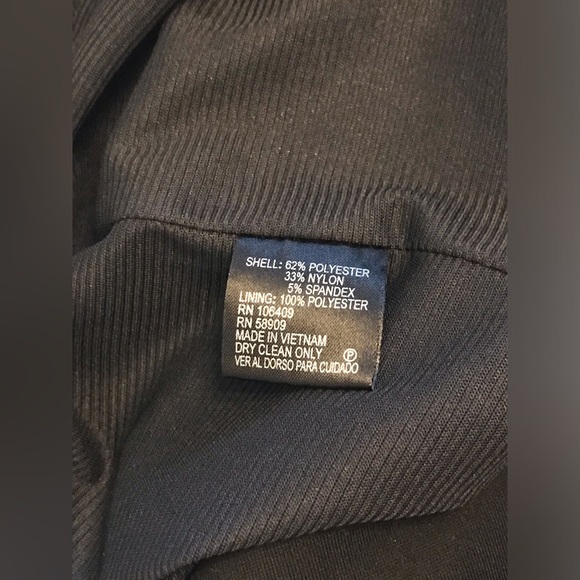 SHELL: 62% POLYESTER
33% NYLON
5% SPANDEX
LINING: 100% POLYESTER
RN 106409
RN 58909
MADE IN VIETNAM
DRY CLEAN ONLY Ⓟ
VER AL DORSO PARA CUIDADO